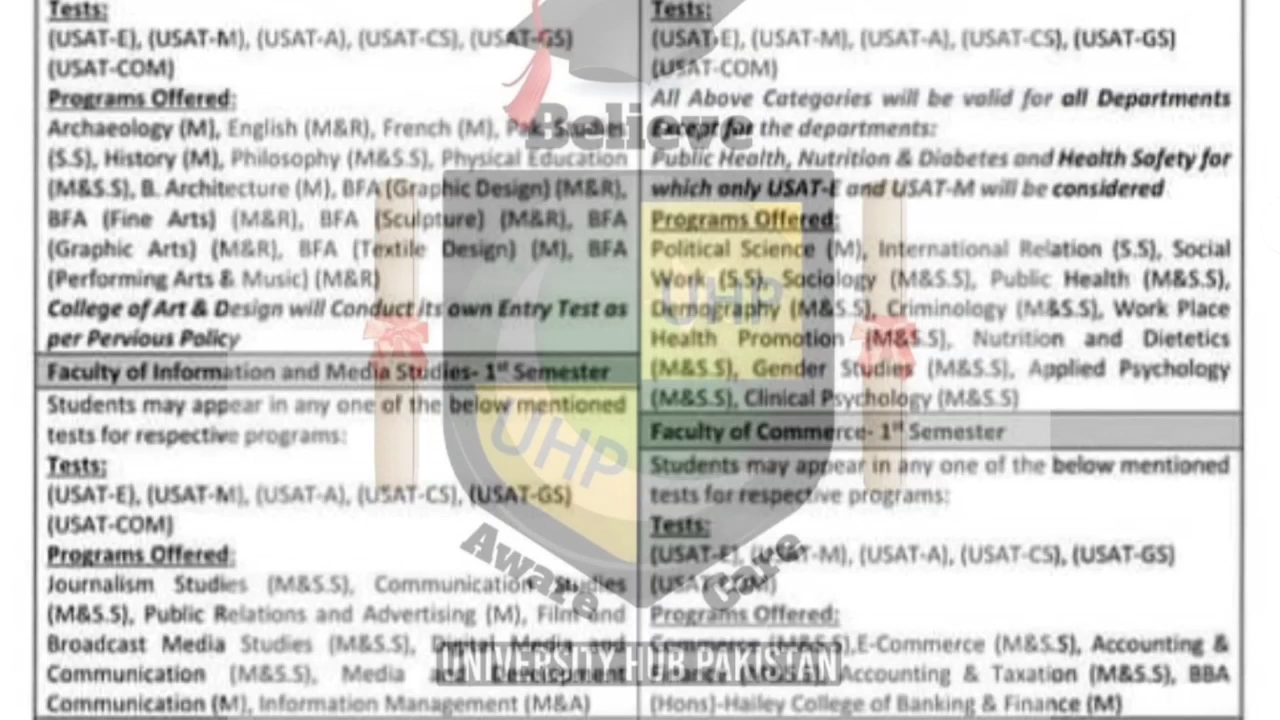 Tests:
(USAT-E), (USAT-M), (USAT-A), (USAT-CS), (USAT-GS)
(USAT-COM)
Programs Offered:
Archaeology (M), English (M&R), French (M), Pak. Studies
(S.S), History (M), Philosophy (M&S.S), Physical Education
(M&S.S), B. Architecture (M), BFA (Graphic Design) (M&R),
BFA (Fine Arts) (M&R), BFA (Sculpture) (M&R), BFA
(Graphic Arts) (M&R), BFA (Textile Design) (M), BFA
(Performing Arts & Music) (M&R)
College of Art & Design will Conduct its own Entry Test as
per Pervious Policy
Faculty of Information and Media Studies- 1st Semester
Students may appear in any one of the below mentioned
tests for respective programs:
Tests:
(USAT-E), (USAT-M), (USAT-A), (USAT-CS), (USAT-GS)
(USAT-COM)
Programs Offered:
Journalism Studies (M&S.S), Communication Studies
(M&S.S), Public Relations and Advertising (M), Film and
Broadcast Media Studies (M&S.S), Digital Media and
Communication (M&S.S), Media and Development
Communication (M), Information Management (M&A)
Tests:
(USAT-E), (USAT-M), (USAT-A), (USAT-CS), (USAT-GS)
(USAT-COM)
All Above Categories will be valid for all Departments
Except for the departments:
Public Health, Nutrition & Diabetes and Health Safety for
which only USAT-E and USAT-M will be considered
Programs Offered:
Political Science (M), International Relation (S.S), Social
Work (S.S), Sociology (M&S.S), Public Health (M&S.S),
Demography (M&S.S), Criminology (M&S.S), Work Place
Health Promotion (M&S.S), Nutrition and Dietetics
(M&S.S), Gender Studies (M&S.S), Applied Psychology
(M&S.S), Clinical Psychology (M&S.S)
Faculty of Commerce- 1st Semester
Students may appear in any one of the below mentioned
tests for respective programs:
Tests:
(USAT-E), (USAT-M), (USAT-A), (USAT-CS), (USAT-GS)
(USAT-COM)
Programs Offered:
Commerce (M&S.S),E-Commerce (M&S.S), Accounting &
Finance (M&S.S), Accounting & Taxation (M&S.S), BBA
(Hons)-Hailey College of Banking & Finance (M)
Believe
UHP
UHP
Aware
Care
UNIVERSITY HUB PAKISTAN